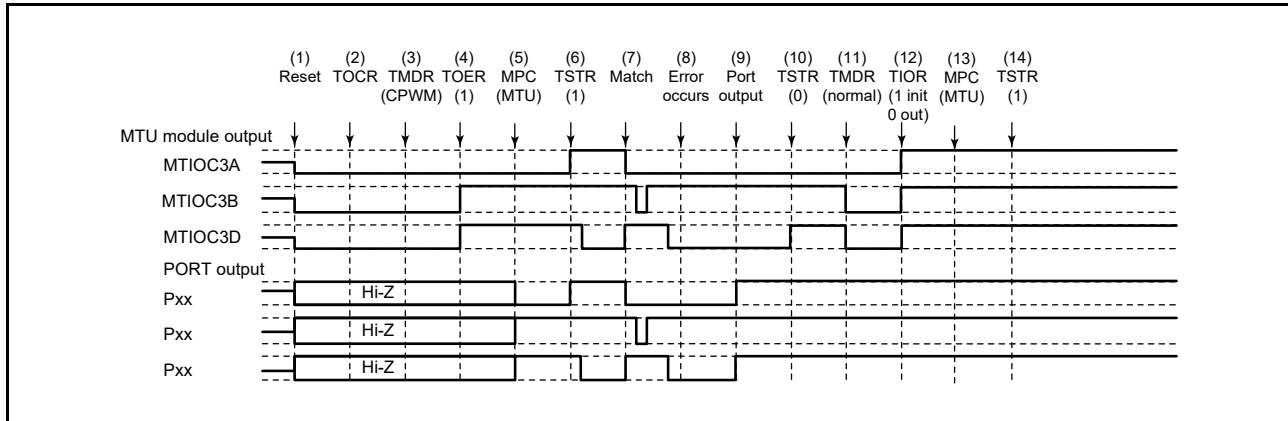 (1) (2) (3) (4) (5) (6) (7) (8) (9) (10) (11) (12) (13) (14)
Reset TOCR TMDR TOER MPC TSTR Match Error Port TSTR TMDR TIOR MPC TSTR
(CPWM) (1) (MTU) (1) occurs output (0) (normal) (1 init (MTU) (1)
0 out)
MTU module output
MTIOC3A
MTIOC3B
MTIOC3D
PORT output
Pxx Hi-Z
Pxx Hi-Z
Pxx Hi-Z